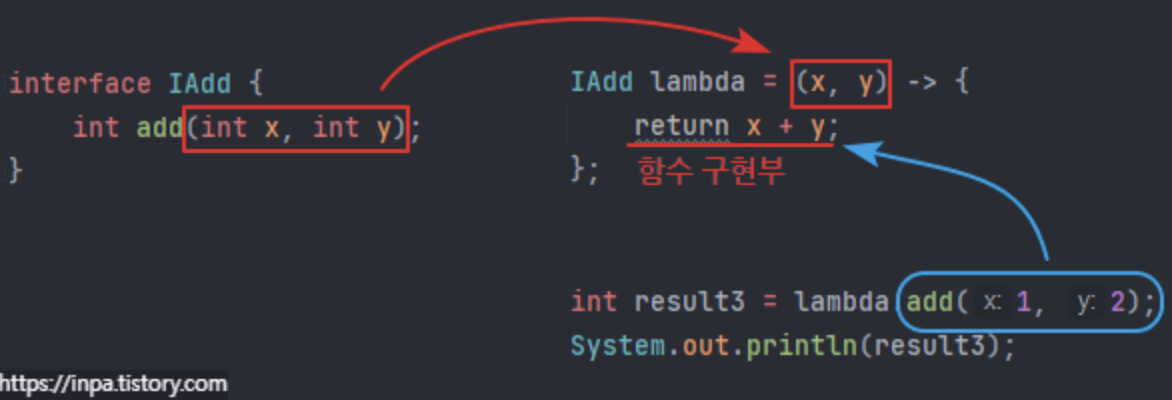 interface IAdd {
int add(int x, int y);
}
IAdd lambda = (x, y) -> {
return x + y;
}; 함수 구현부
int result3 = lambda add( x: 1, y: 2);
System.out.println(result3);
https://inpa.tistory.com